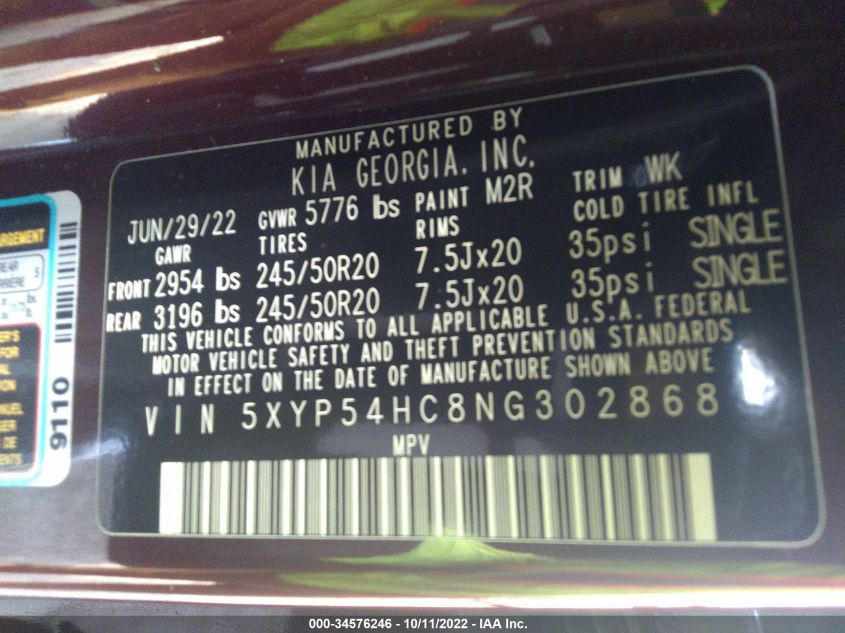 MANUFACTURED BY
KIA GEORGIA. INC.
JUN/29/22 GVWR 5776 lbs PAINT M2R TRIM WK
GAWR TIRES RIMS COLD TIRE INFL
FRONT 2954 lbs 245/50R20 7.5Jx20 35psi SINGLE
REAR 3196 lbs 245/50R20 7.5Jx20 35psi SINGLE
THIS VEHICLE CONFORMS TO ALL APPLICABLE U.S.A. FEDERAL
MOTOR VEHICLE SAFETY AND THEFT PREVENTION STANDARDS
IN EFFECT ON THE DATE OF MANUFACTURE SHOWN ABOVE
VIN 5XYP54HC8NG302868
MPV
9110
000-34576246 - 10/11/2022 - IAA Inc.